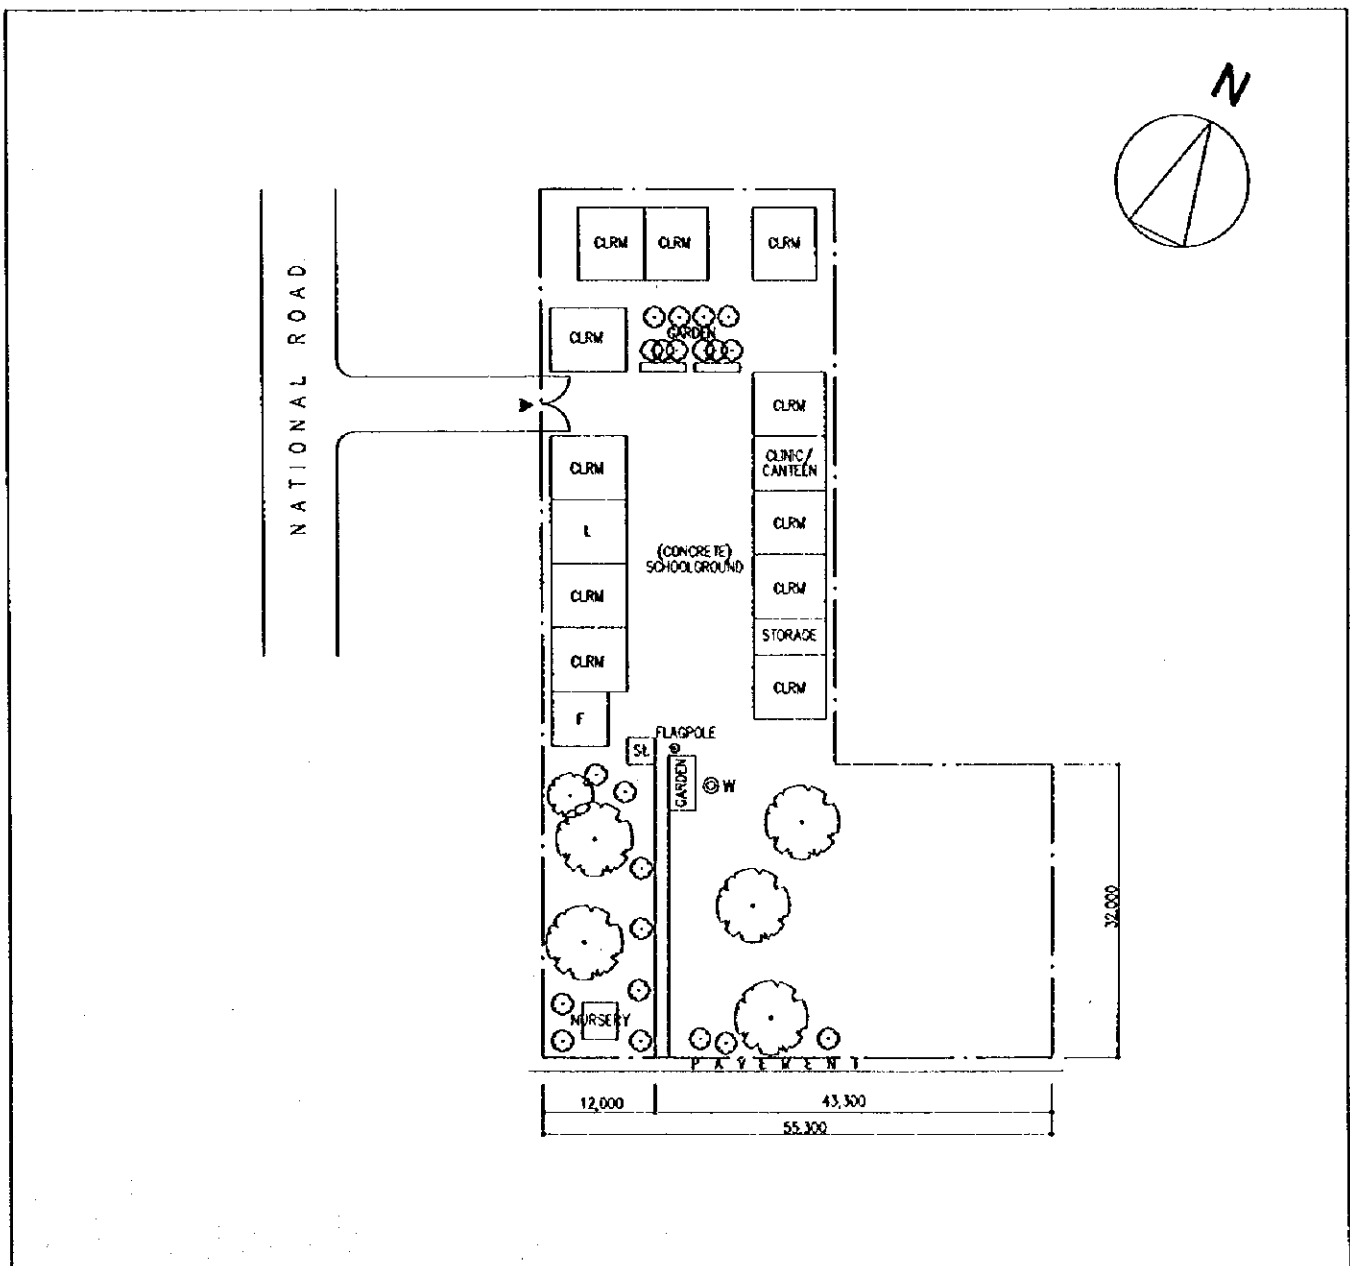 N
CLRM CLRM CLRM
NATIONAL ROAD
GARDEN
CLRM
CLRM
CLRM
CLINIC/
CANTEEN
CLRM
L
(CONCRETE)
SCHOOLGROUND
CLRM
CLRM
CLRM
STORAGE
CLRM
CLRM
F
FLAGPOLE
St.
GARDEN
W
32,000
NURSERY
PAVEMENT
12,000
43,300
55,300